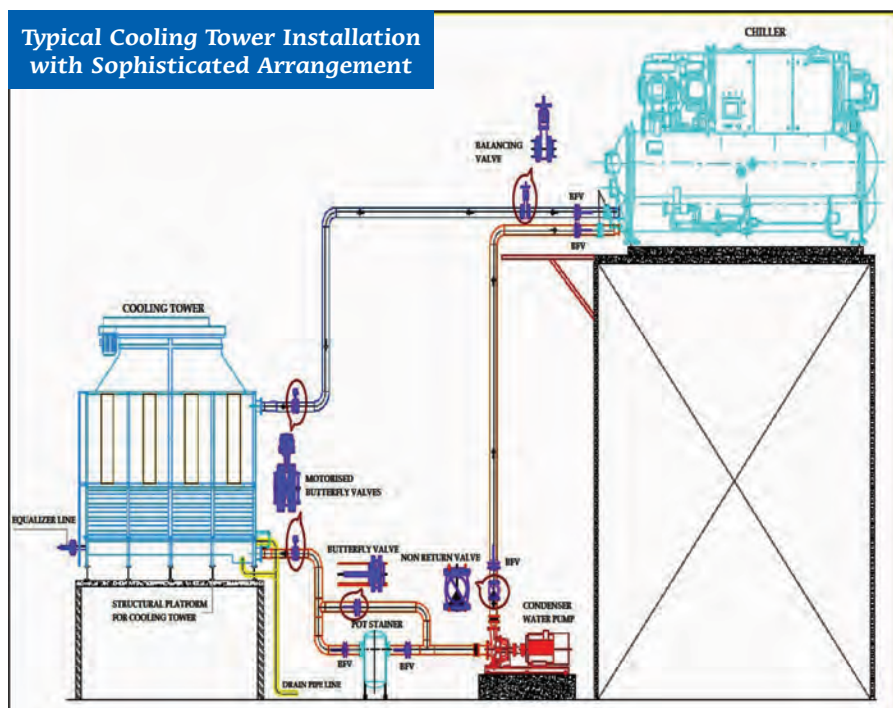 Typical Cooling Tower Installation
with Sophisticated Arrangement
CHILLER
BALANCING
VALVE
BFV
BFV
COOLING TOWER
MOTORISED
BUTTERFLY VALVES
EQUALIZER LINE
BUTTERFLY VALVE
NON RETURN VALVE
BFV
STRUCTURAL PLATFORM
FOR COOLING TOWER
POT STAINER
CONDENSER
WATER PUMP
BFV
BFV
DRAIN PIPE LINE